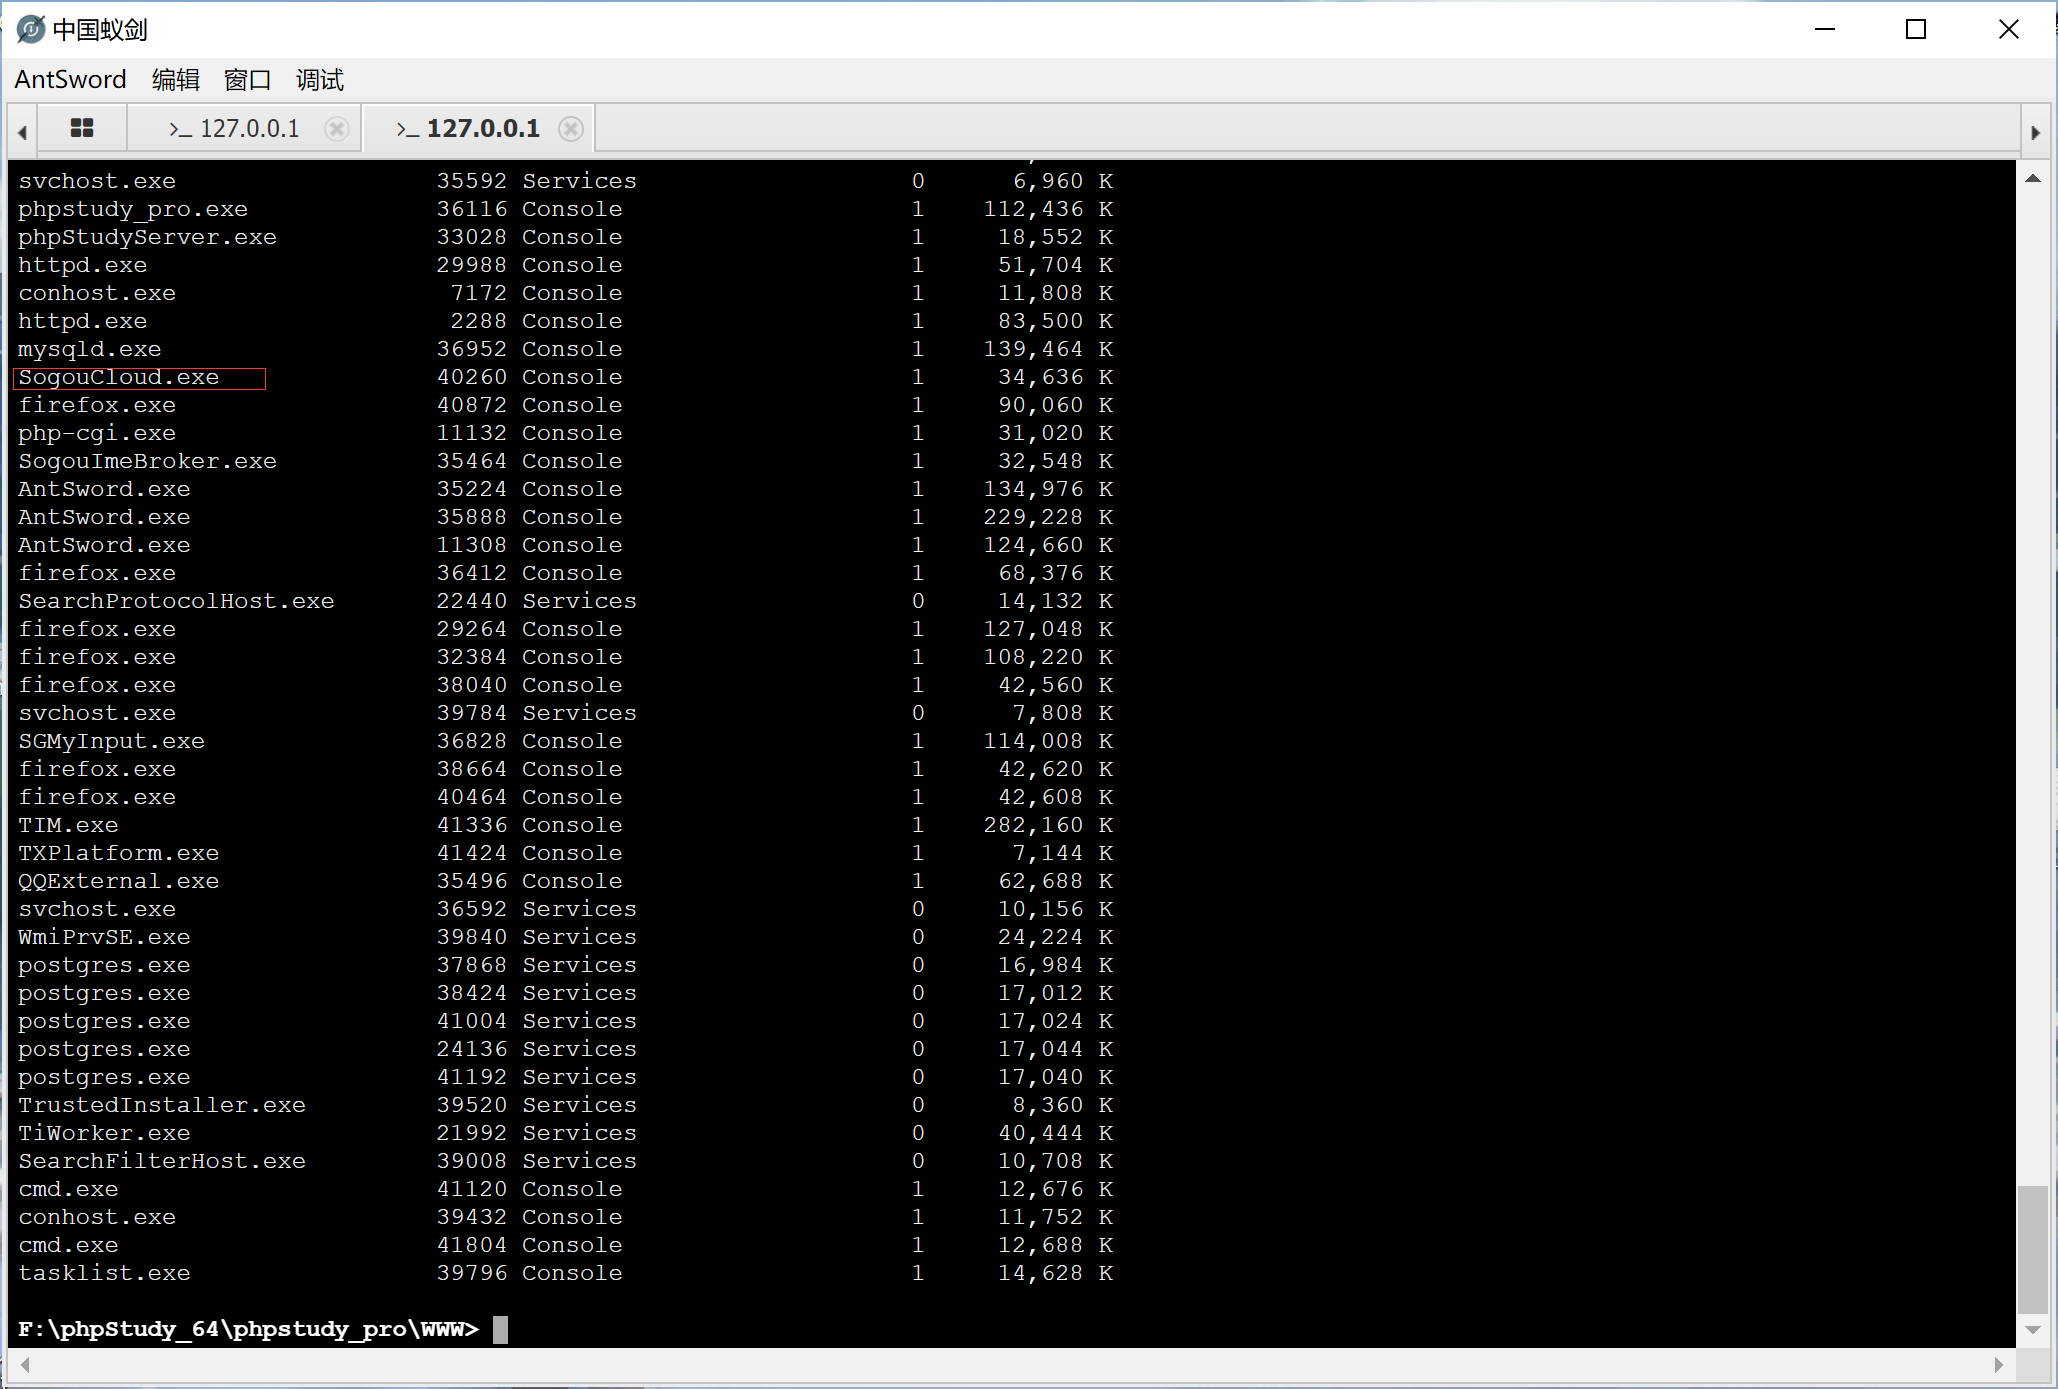 中国蚁剑
AntSword 编辑 窗口 调试
>_ 127.0.0.1 >_ 127.0.0.1
svchost.exe 35592 Services 0 6,960 K
phpstudy_pro.exe 36116 Console 1 112,436 K
phpStudyServer.exe 33028 Console 1 18,552 K
httpd.exe 29988 Console 1 51,704 K
conhost.exe 7172 Console 1 11,808 K
httpd.exe 2288 Console 1 83,500 K
mysqld.exe 36952 Console 1 139,464 K
SogouCloud.exe 40260 Console 1 34,636 K
firefox.exe 40872 Console 1 90,060 K
php-cgi.exe 11132 Console 1 31,020 K
SogouImeBroker.exe 35464 Console 1 32,548 K
AntSword.exe 35224 Console 1 134,976 K
AntSword.exe 35888 Console 1 229,228 K
AntSword.exe 11308 Console 1 124,660 K
firefox.exe 36412 Console 1 68,376 K
SearchProtocolHost.exe 22440 Services 0 14,132 K
firefox.exe 29264 Console 1 127,048 K
firefox.exe 32384 Console 1 108,220 K
firefox.exe 38040 Console 1 42,560 K
svchost.exe 39784 Services 0 7,808 K
SGMyInput.exe 36828 Console 1 114,008 K
firefox.exe 38664 Console 1 42,620 K
firefox.exe 40464 Console 1 42,608 K
TIM.exe 41336 Console 1 282,160 K
TXPlatform.exe 41424 Console 1 7,144 K
QQExternal.exe 35496 Console 1 62,688 K
svchost.exe 36592 Services 0 10,156 K
WmiPrvSE.exe 39840 Services 0 24,224 K
postgres.exe 37868 Services 0 16,984 K
postgres.exe 38424 Services 0 17,012 K
postgres.exe 41004 Services 0 17,024 K
postgres.exe 24136 Services 0 17,044 K
postgres.exe 41192 Services 0 17,040 K
TrustedInstaller.exe 39520 Services 0 8,360 K
TiWorker.exe 21992 Services 0 40,444 K
SearchFilterHost.exe 39008 Services 0 10,708 K
cmd.exe 41120 Console 1 12,676 K
conhost.exe 39432 Console 1 11,752 K
cmd.exe 41804 Console 1 12,688 K
tasklist.exe 39796 Console 1 14,628 K
F:\phpStudy_64\phpstudy_pro\WWW>